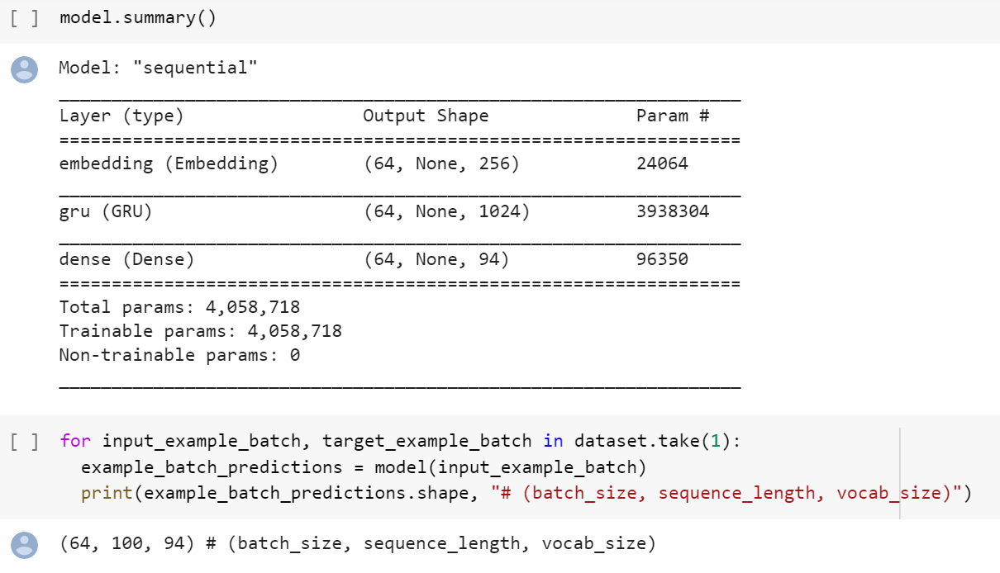 [ ] model.summary()
Model: "sequential"
_________________________________________________________________
Layer (type)                 Output Shape              Param #
=================================================================
embedding (Embedding)        (64, None, 256)           24064
_________________________________________________________________
gru (GRU)                    (64, None, 1024)          3938304
_________________________________________________________________
dense (Dense)                (64, None, 94)            96350
=================================================================
Total params: 4,058,718
Trainable params: 4,058,718
Non-trainable params: 0
_________________________________________________________________
[ ] for input_example_batch, target_example_batch in dataset.take(1):
  example_batch_predictions = model(input_example_batch)
  print(example_batch_predictions.shape, "# (batch_size, sequence_length, vocab_size)")
(64, 100, 94) # (batch_size, sequence_length, vocab_size)